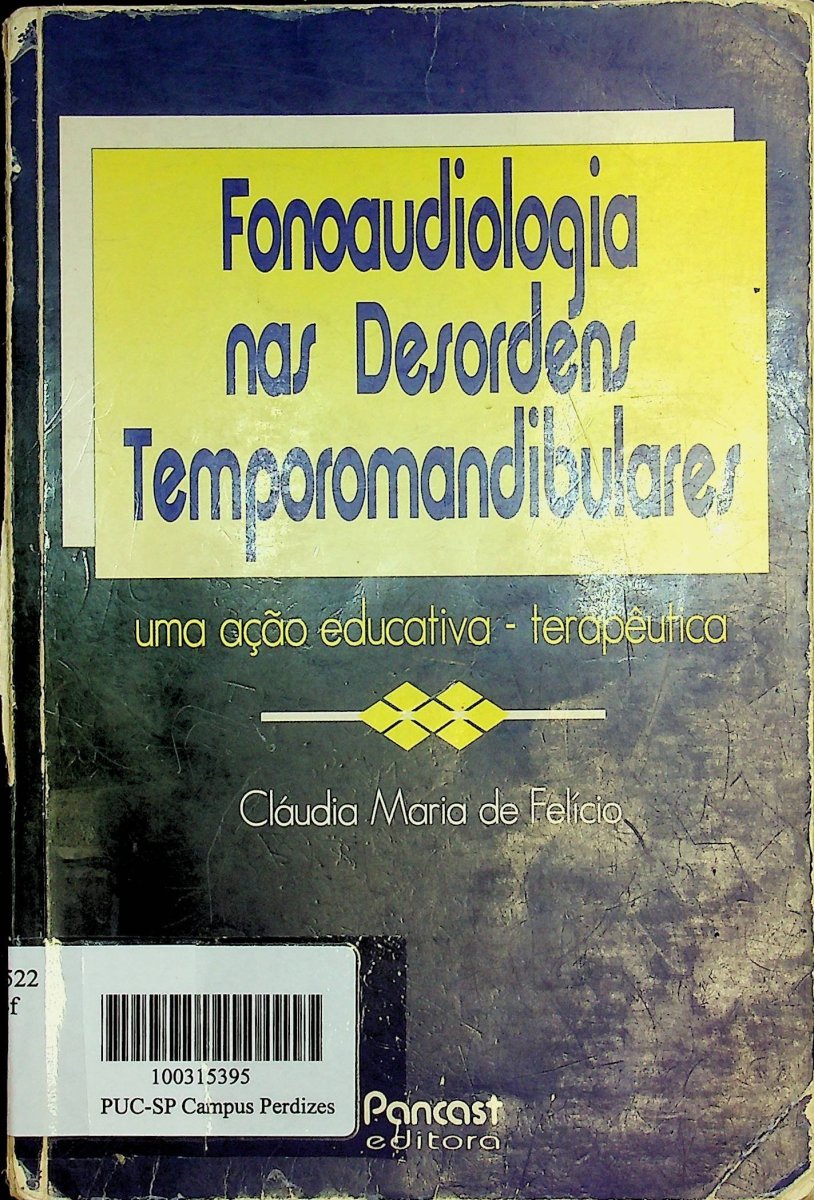 Fonoaudiologia
nas Desordens
Temporomandibulares
uma ação educativa - terapêutica
Cláudia Maria de Felício
522
f
100315395
PUC-SP Campus Perdizes
Pancast
editora